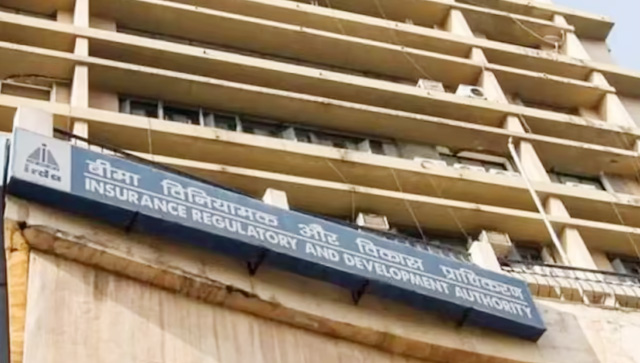 irda
बीमा विनियामक और विकास प्राधिकरण
INSURANCE REGULATORY AND DEVELOPMENT AUTHORITY